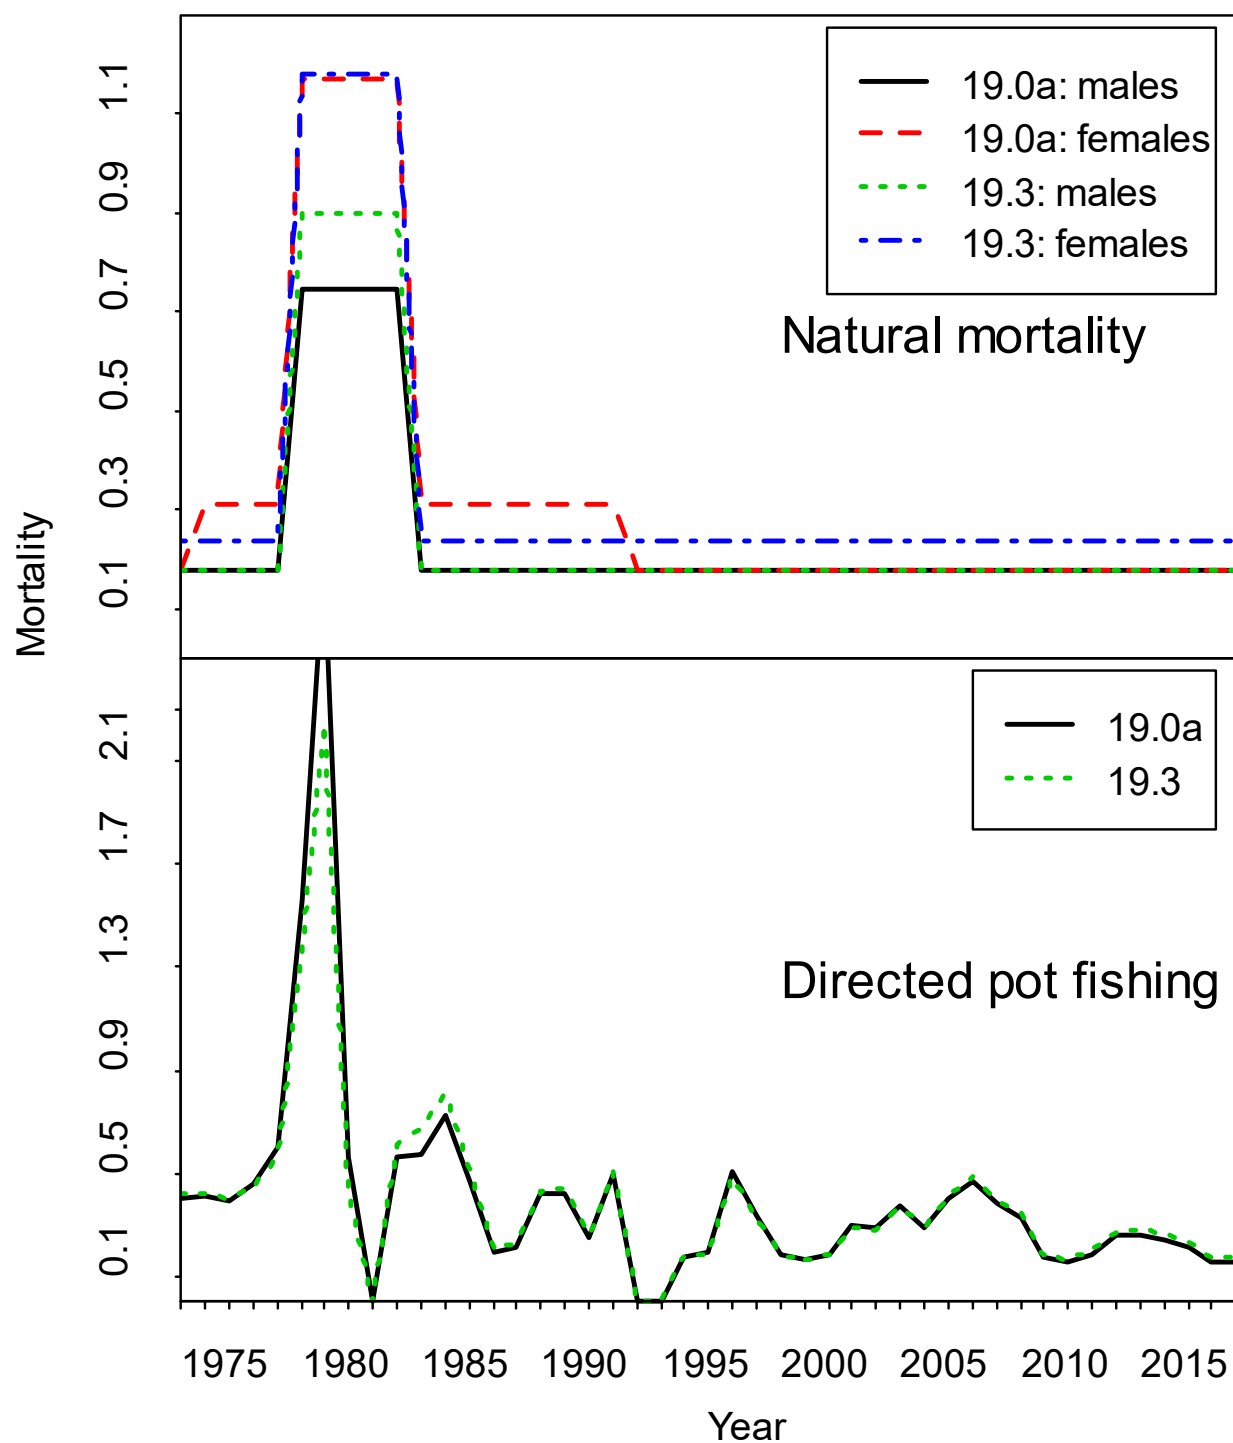 1.1
0.9
0.7
0.5
0.3
0.1
19.0a: males
19.0a: females
19.3: males
19.3: females
Natural mortality
Mortality
2.1
1.7
1.3
0.9
0.5
0.1
19.0a
19.3
Directed pot fishing
1975 1980 1985 1990 1995 2000 2005 2010 2015
Year